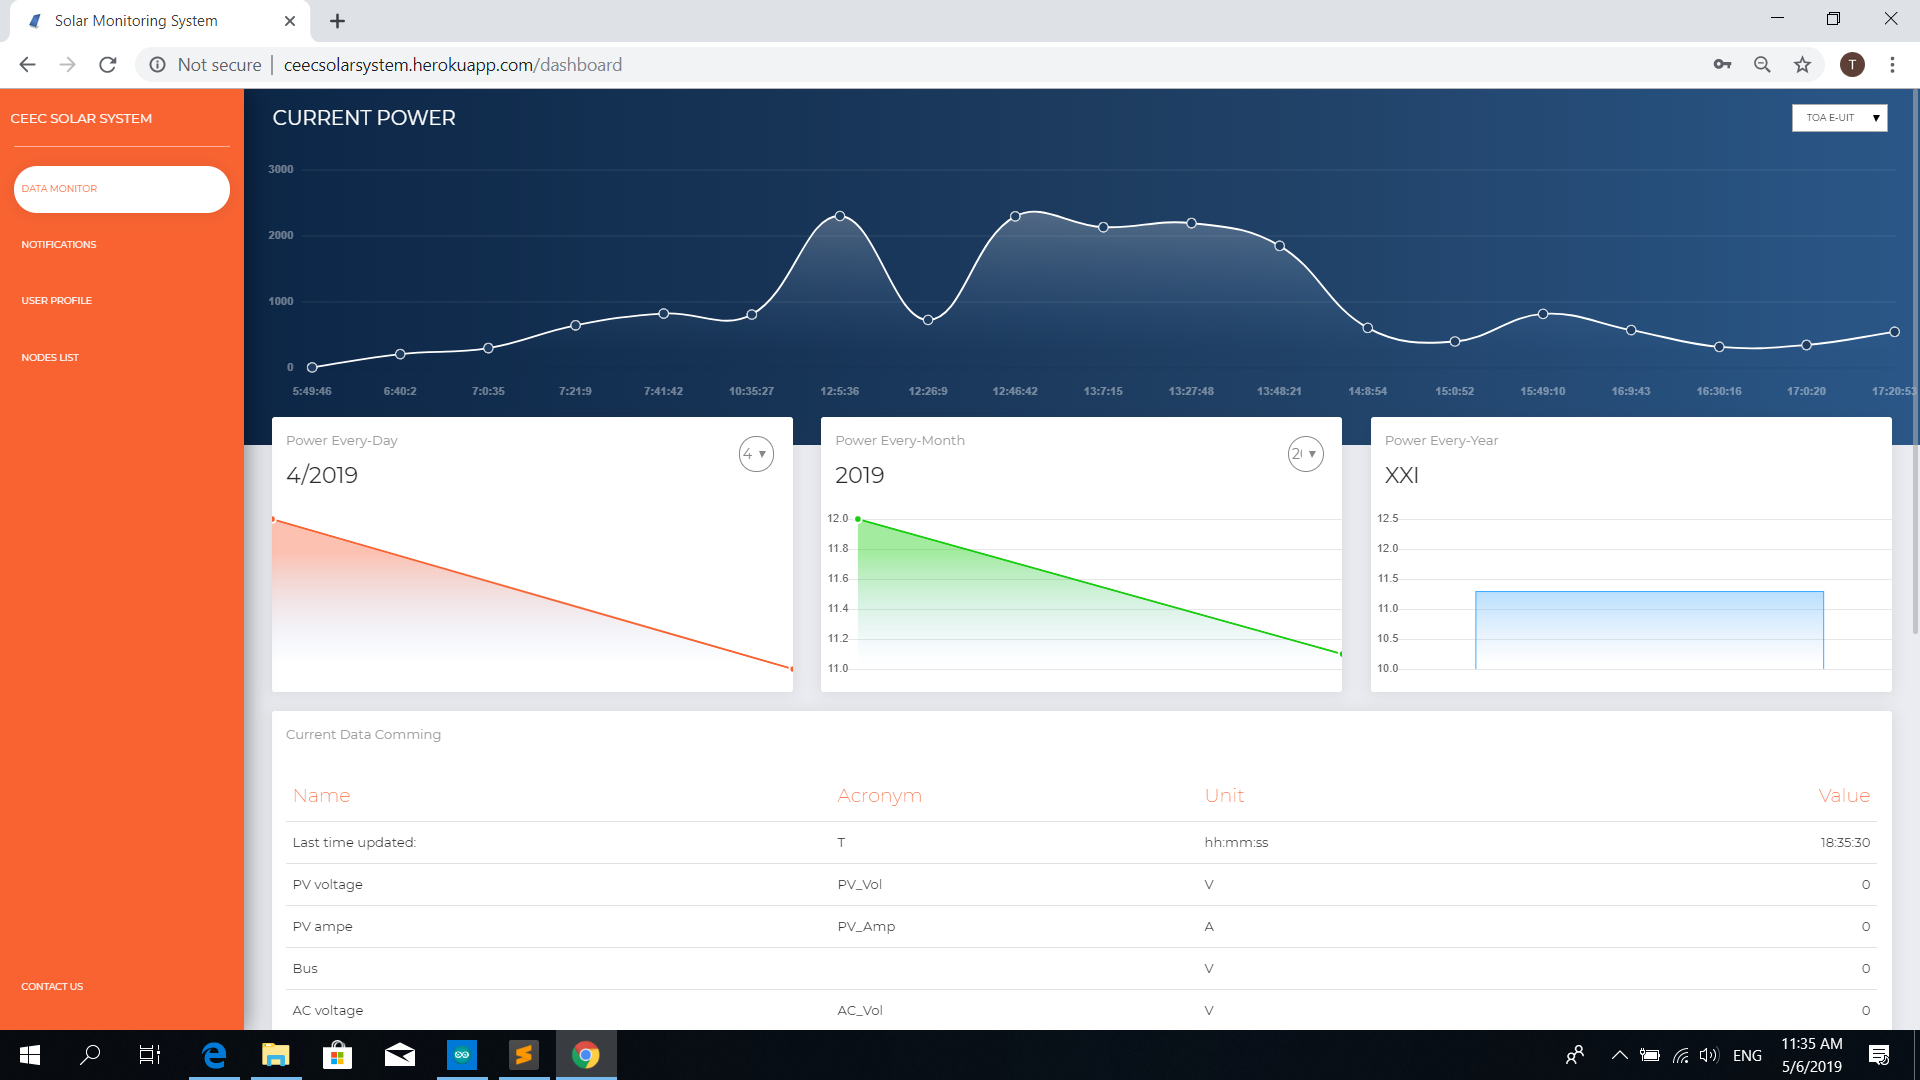 Solar Monitoring System
Not secure
ceecsolarsystem.herokuapp.com/dashboard
T
CEEC SOLAR SYSTEM
DATA MONITOR
NOTIFICATIONS
USER PROFILE
NODES LIST
CONTACT US
CURRENT POWER
TOA E-UIT
3000
2000
1000
0
5:49:46 6:40:2 7:0:35 7:21:9 7:41:42 10:35:27 12:5:36 12:26:9 12:46:42 13:7:15 13:27:48 13:48:21 14:8:54 15:0:52 15:49:10 16:9:43 16:30:16 17:0:20 17:20:53
Power Every-Day
4/2019
4
Power Every-Month
2019
12.0
11.8
11.6
11.4
11.2
11.0
Power Every-Year
XXI
12.5
12.0
11.5
11.0
10.5
10.0
Current Data Comming
Name Acronym Unit Value
Last time updated: T hh:mm:ss 18:35:30
PV voltage PV_Vol V 0
PV ampe PV_Amp A 0
Bus V 0
AC voltage AC_Vol V 0
ENG
11:35 AM
5/6/2019